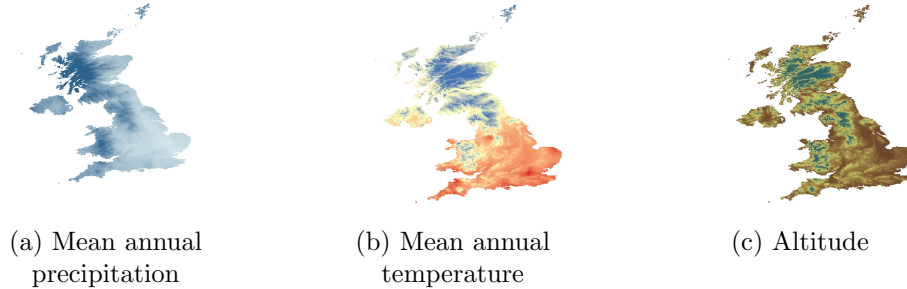 (a) Mean annual
precipitation
(b) Mean annual
temperature
(c) Altitude